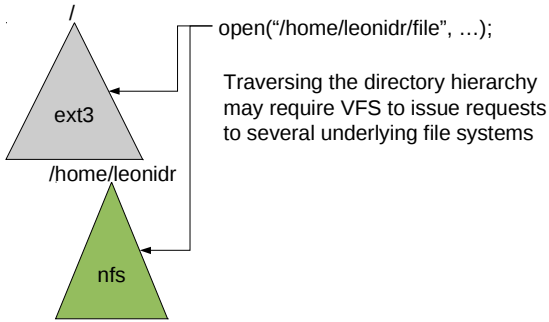 /
open(“/home/leonidr/file”, …);
Traversing the directory hierarchy
may require VFS to issue requests
to several underlying file systems
ext3
/home/leonidr
nfs